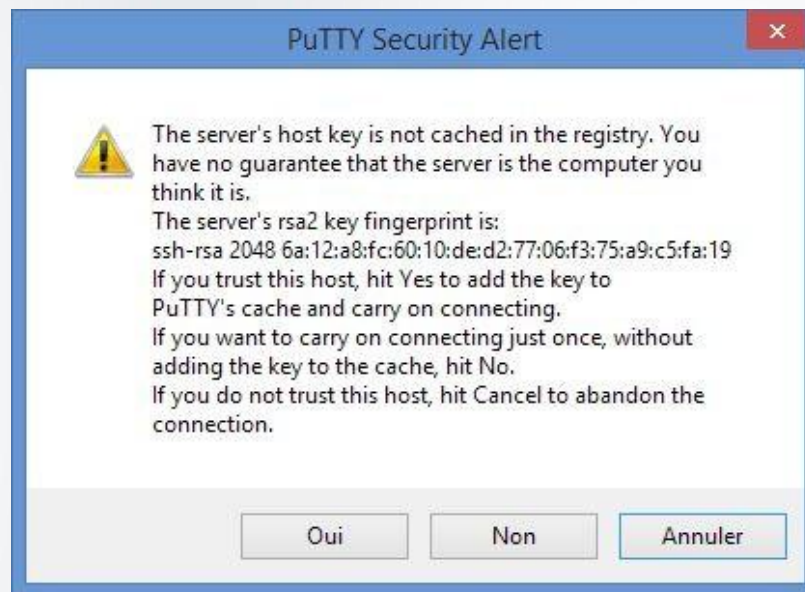 PuTTY Security Alert
The server's host key is not cached in the registry. You
have no guarantee that the server is the computer you
think it is.
The server's rsa2 key fingerprint is:
ssh-rsa 2048 6a:12:a8:fc:60:10:de:d2:77:06:f3:75:a9:c5:fa:19
If you trust this host, hit Yes to add the key to
PuTTY's cache and carry on connecting.
If you want to carry on connecting just once, without
adding the key to the cache, hit No.
If you do not trust this host, hit Cancel to abandon the
connection.
Oui Non Annuler